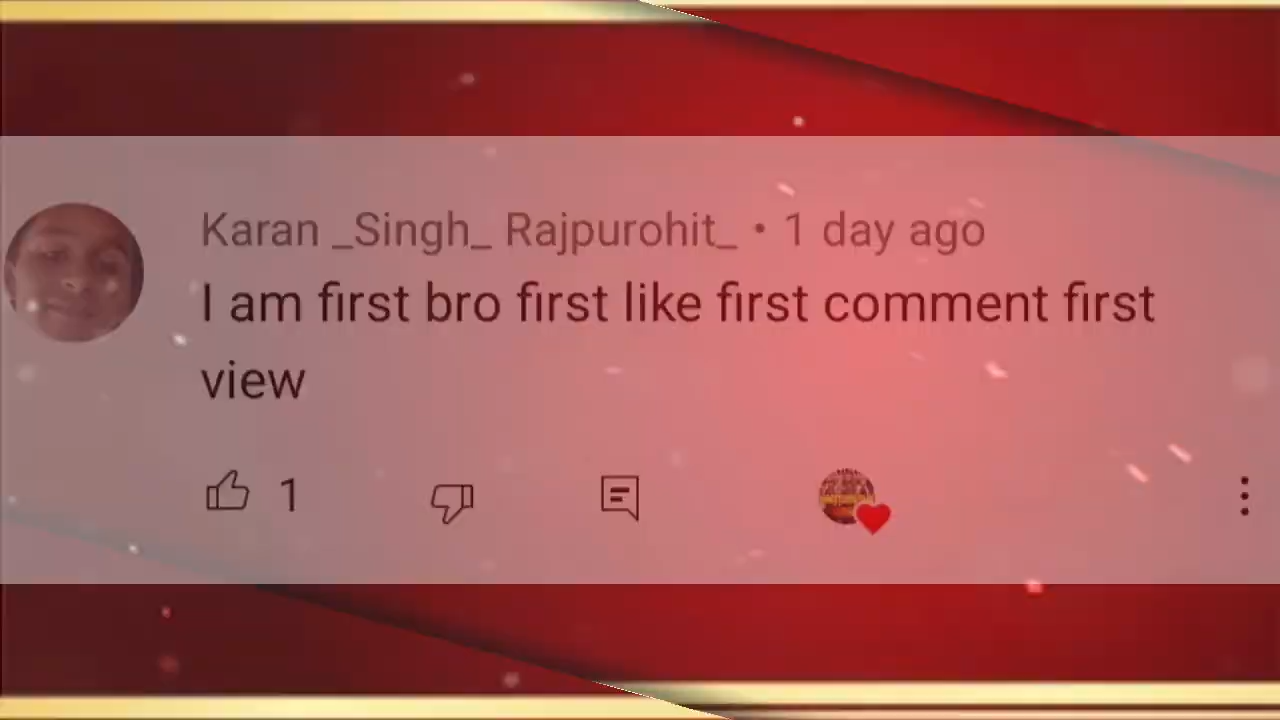 Karan _Singh_ Rajpurohit_ • 1 day ago
I am first bro first like first comment first
view
1